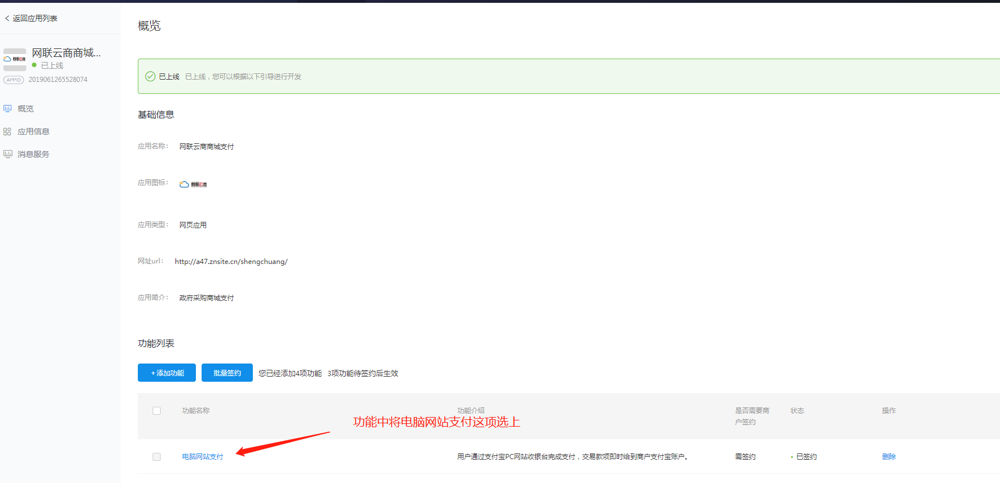 返回应用列表
网联云商商城...
已上线
APPID 2019061265528074
概览
应用信息
消息服务
概览
已上线 已上线，您可以根据以下引导进行开发
基础信息
应用名称： 网联云商商城支付
应用图标： 网联云商
应用类型： 网页应用
网址url： http://a47.znsite.cn/shengchuang/
应用简介： 政府采购商城支付
功能列表
+添加功能 批量签约 您已经添加4项功能 3项功能待签约后生效
功能名称 功能介绍 是否需要商户签约 状态 操作
功能中将电脑网站支付这项选上
电脑网站支付 用户通过支付宝PC网站收银台完成支付，交易款项即时给到商户支付宝账户。 需签约 已签约 删除